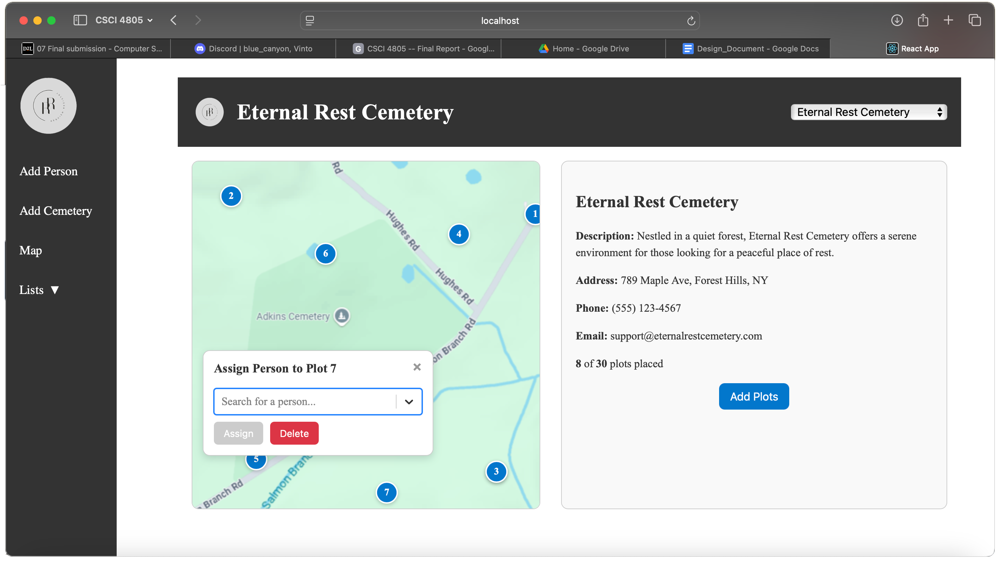 CSCI 4805
localhost
D2L 07 Final submission - Computer S...
Discord | blue_canyon, Vinto
G CSCI 4805 -- Final Report - Googl...
Home - Google Drive
Design_Document - Google Docs
React App
Eternal Rest Cemetery
Eternal Rest Cemetery
Add Person
Add Cemetery
Map
Lists ▼
Rd
2
1
Hughes Rd
4
6
Hughes Rd
Adkins Cemetery
on Branch Rd
Assign Person to Plot 7
×
Search for a person...
Assign
Delete
5
3
Salmon Branc
7
Branch Rd
Eternal Rest Cemetery
Description: Nestled in a quiet forest, Eternal Rest Cemetery offers a serene
environment for those looking for a peaceful place of rest.
Address: 789 Maple Ave, Forest Hills, NY
Phone: (555) 123-4567
Email: support@eternalrestcemetery.com
8 of 30 plots placed
Add Plots